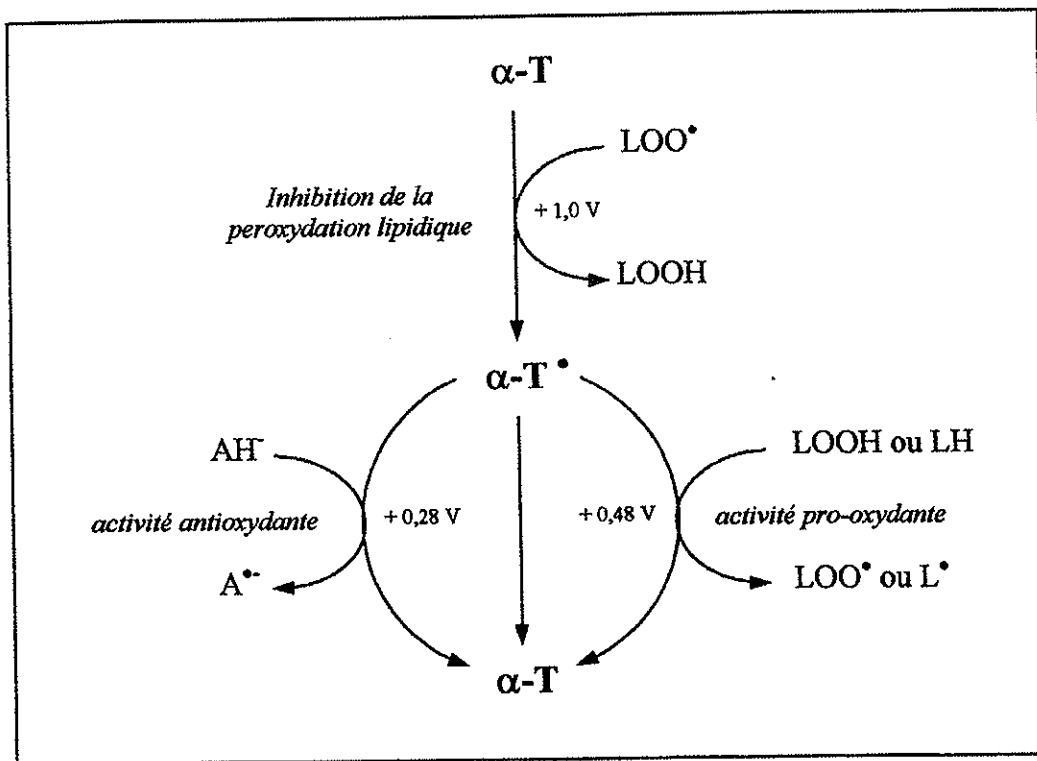 α-T
LOO•
Inhibition de la
peroxydation lipidique
+ 1,0 V
LOOH
α-T •
AH⁻
LOOH ou LH
activité antioxydante
+ 0,28 V
+ 0,48 V
activité pro-oxydante
A•-
LOO• ou L•
α-T